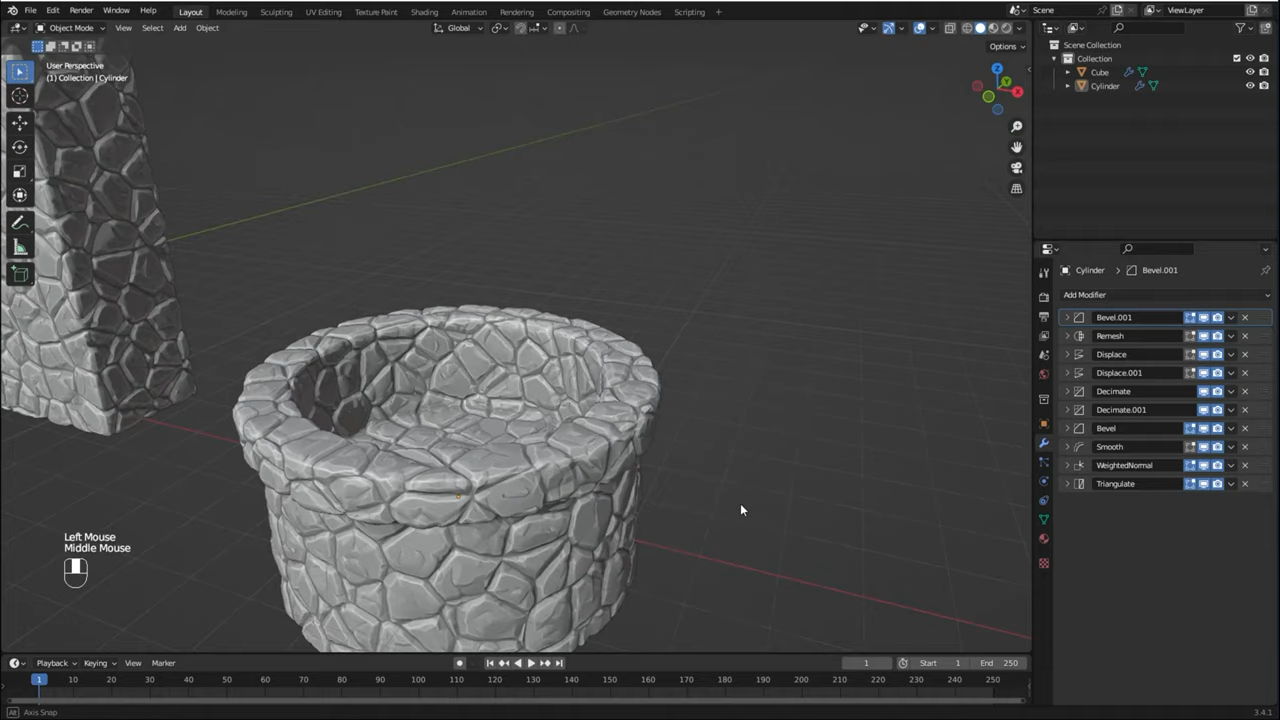 File Edit Render Window Help Layout Modeling Sculpting UV Editing Texture Paint Shading Animation Rendering Compositing Geometry Nodes Scripting + Scene ViewLayer
Object Mode View Select Add Object Global
Options
User Perspective
(1) Collection | Cylinder
Z
Y
X
Scene Collection
Collection
Cube
Cylinder
Cylinder > Bevel.001
Add Modifier
Bevel.001
Remesh
Displace
Displace.001
Decimate
Decimate.001
Bevel
Smooth
WeightedNormal
Triangulate
Left Mouse
Middle Mouse
Playback Keying View Marker 1 Start 1 End 250
1 10 20 30 40 50 60 70 80 90 100 110 120 130 140 150 160 170 180 190 200 210 220 230 240 250
Alt Axis Snap 3.4.1